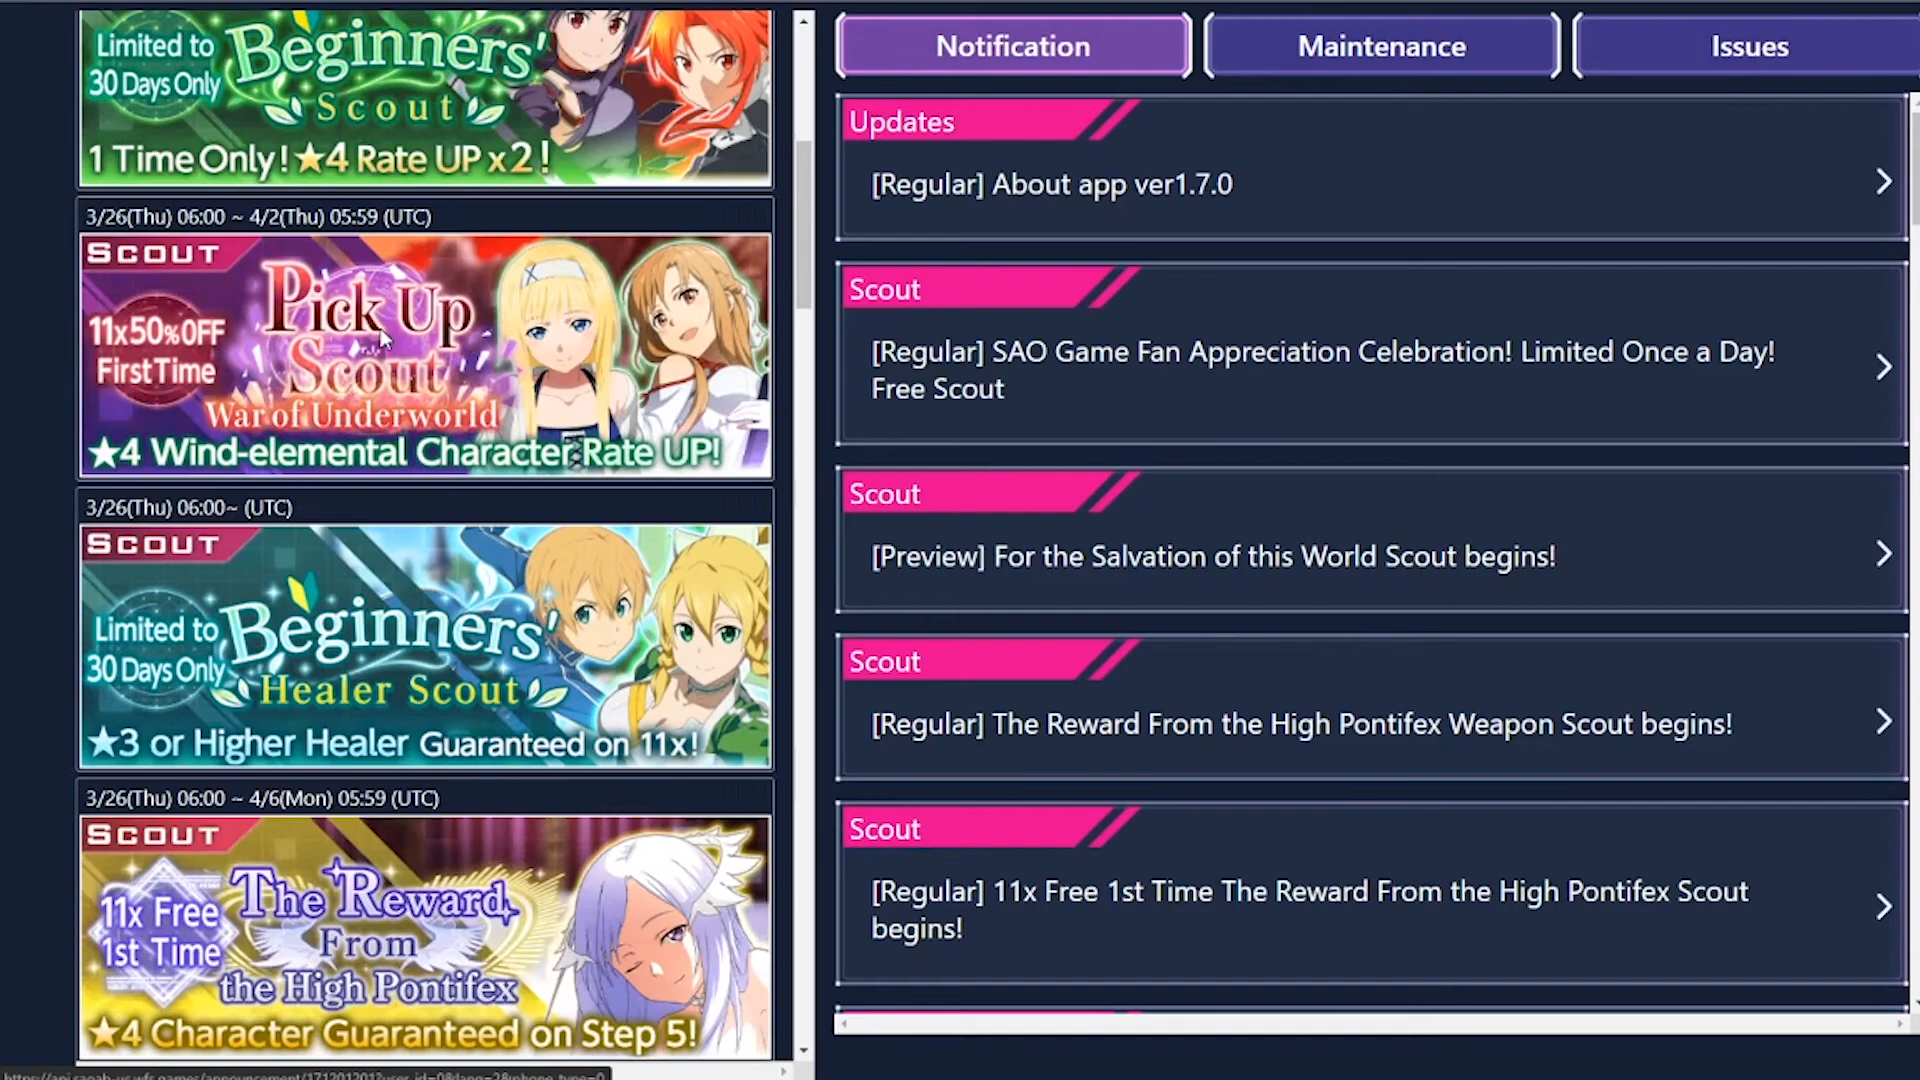 Limited to
30 Days Only
Beginners'
Scout
1 Time Only! ★4 Rate UP x2!
3/26(Thu) 06:00 ~ 4/2(Thu) 05:59 (UTC)
SCOUT
11x50%OFF
First Time
Pick Up
Scout
War of Underworld
★4 Wind-elemental Character Rate UP!
3/26(Thu) 06:00~ (UTC)
SCOUT
Limited to
30 Days Only
Beginners'
Healer Scout
★3 or Higher Healer Guaranteed on 11x!
3/26(Thu) 06:00 ~ 4/6(Mon) 05:59 (UTC)
SCOUT
11x Free
1st Time
The Reward
From
the High Pontifex
★4 Character Guaranteed on Step 5!
Notification
Maintenance
Issues
Updates
[Regular] About app ver1.7.0
Scout
[Regular] SAO Game Fan Appreciation Celebration! Limited Once a Day!
Free Scout
Scout
[Preview] For the Salvation of this World Scout begins!
Scout
[Regular] The Reward From the High Pontifex Weapon Scout begins!
Scout
[Regular] 11x Free 1st Time The Reward From the High Pontifex Scout
begins!